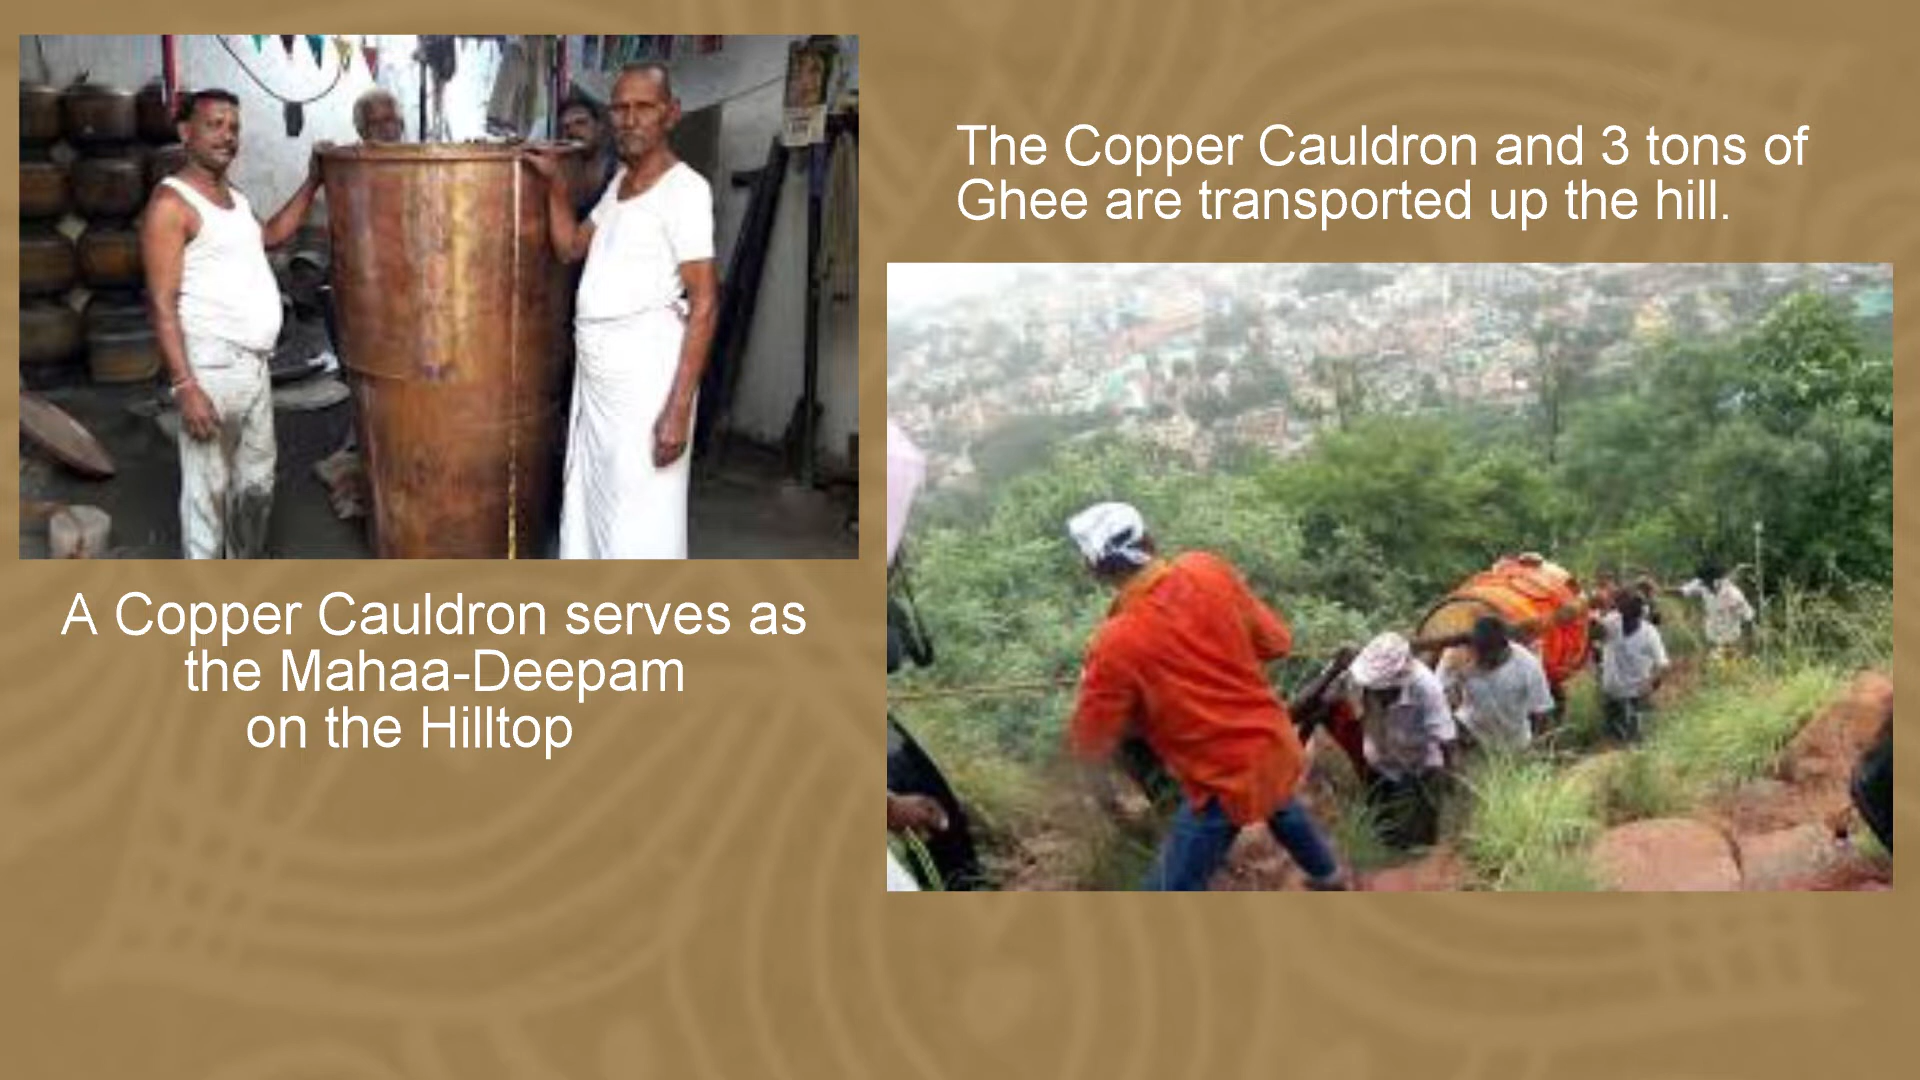 The Copper Cauldron and 3 tons of
Ghee are transported up the hill.
A Copper Cauldron serves as
the Mahaa-Deepam
on the Hilltop